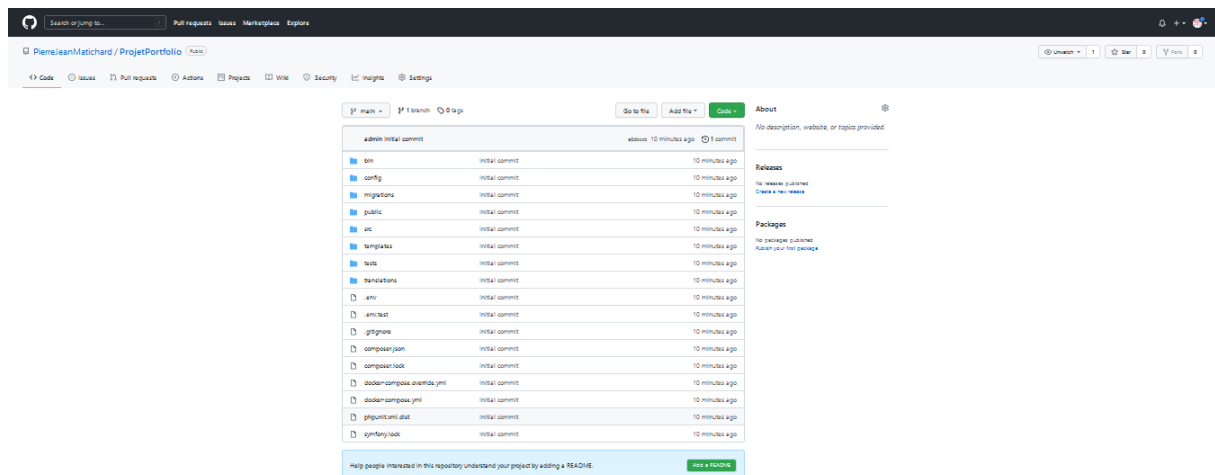 Search or jump to... /
Pull requests Issues Marketplace Explore
PierreJeanMatichard / ProjetPortfolio Public
Unwatch 1 Star 0 Fork 0
<> Code Issues Pull requests Actions Projects Wiki Security Insights Settings
main 1 branch 0 tags Go to file Add file Code
About
No description, website, or topics provided.
admin Initial commit 10 minutes ago 1 commit
bin Initial commit 10 minutes ago
config Initial commit 10 minutes ago
migrations Initial commit 10 minutes ago
public Initial commit 10 minutes ago
src Initial commit 10 minutes ago
templates Initial commit 10 minutes ago
tests Initial commit 10 minutes ago
translations Initial commit 10 minutes ago
.env Initial commit 10 minutes ago
.env.test Initial commit 10 minutes ago
.gitignore Initial commit 10 minutes ago
composer.json Initial commit 10 minutes ago
composer.lock Initial commit 10 minutes ago
docker-compose.override.yml Initial commit 10 minutes ago
docker-compose.yml Initial commit 10 minutes ago
phpunit.xml.dist Initial commit 10 minutes ago
symfony.lock Initial commit 10 minutes ago
Releases
No releases published
Create a new release
Packages
No packages published
Publish your first package
Help people interested in this repository understand your project by adding a README. Add a README